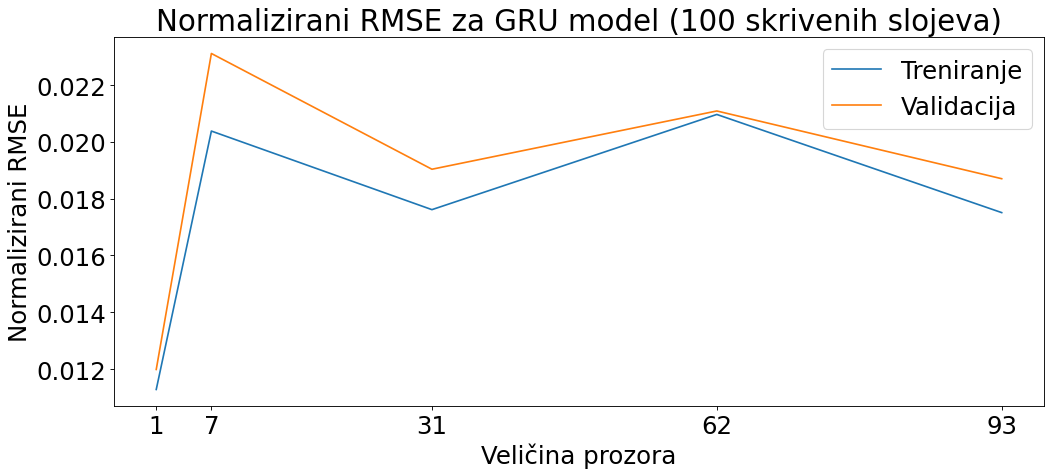 Normalizirani RMSE za GRU model (100 skrivenih slojeva)
Treniranje
Validacija
Normalizirani RMSE
0.022
0.020
0.018
0.016
0.014
0.012
1 7 31 62 93
Veličina prozora